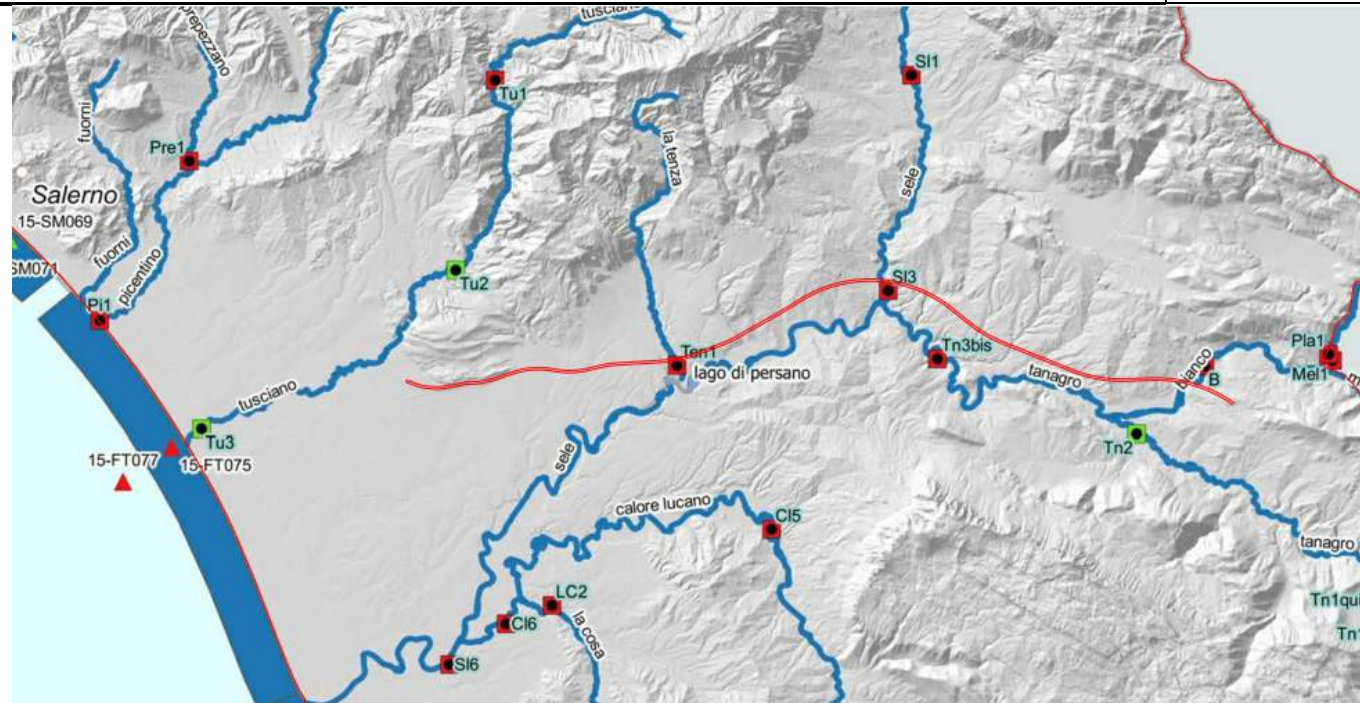 tusciano
prepezzano
fuorni
Tu1
Sl1
la tenza
Pre1
sele
Salerno
15-SM069
SM071
fuorni
picentino
Pi1
Tu2
Sl3
Ten1
lago di persano
Tn3bis
tanagro
bianco
B
Pla1
Mel1
m
tusciano
Tu3
15-FT077
15-FT075
Tn2
sele
calore lucano
Cl5
tanagro
LC2
Cl6
la cosa
Sl6
Tn1qui
Tn1